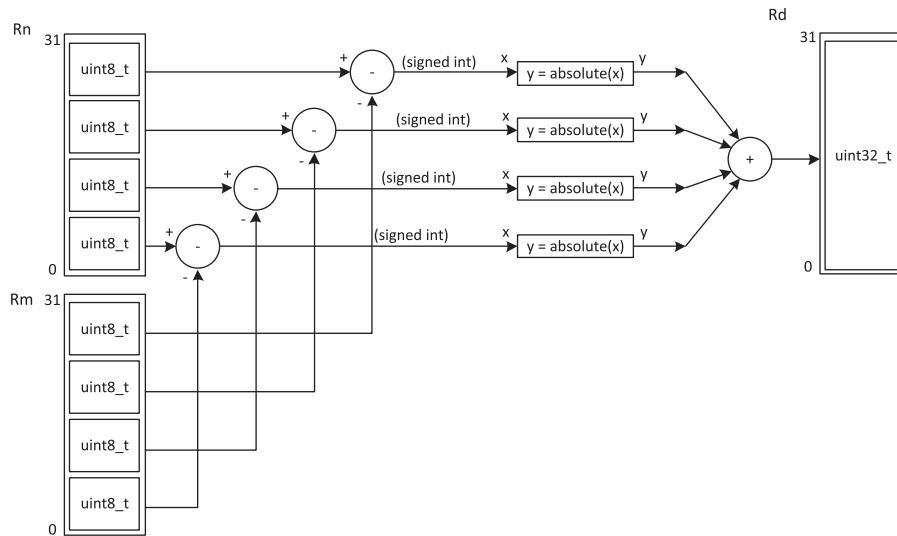 Rn
31
uint8_t
uint8_t
uint8_t
uint8_t
0
Rm
31
uint8_t
uint8_t
uint8_t
uint8_t
0
+
-
-
(signed int)
x
y = absolute(x)
y
+
-
-
(signed int)
x
y = absolute(x)
y
+
-
-
(signed int)
x
y = absolute(x)
y
+
-
-
(signed int)
x
y = absolute(x)
y
+
Rd
31
uint32_t
0